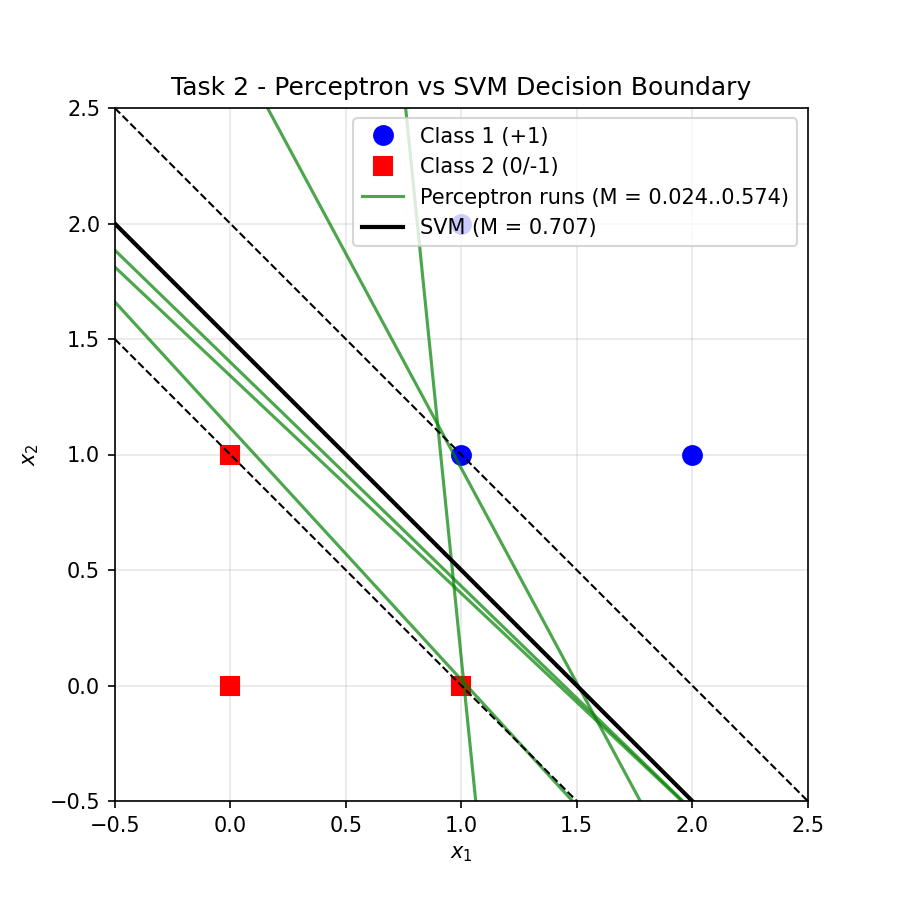 Task 2 - Perceptron vs SVM Decision Boundary
Class 1 (+1)
Class 2 (0/-1)
Perceptron runs (M = 0.024..0.574)
SVM (M = 0.707)
2.5
2.0
1.5
1.0
0.5
0.0
−0.5
x₂
−0.5 0.0 0.5 1.0 1.5 2.0 2.5
x₁